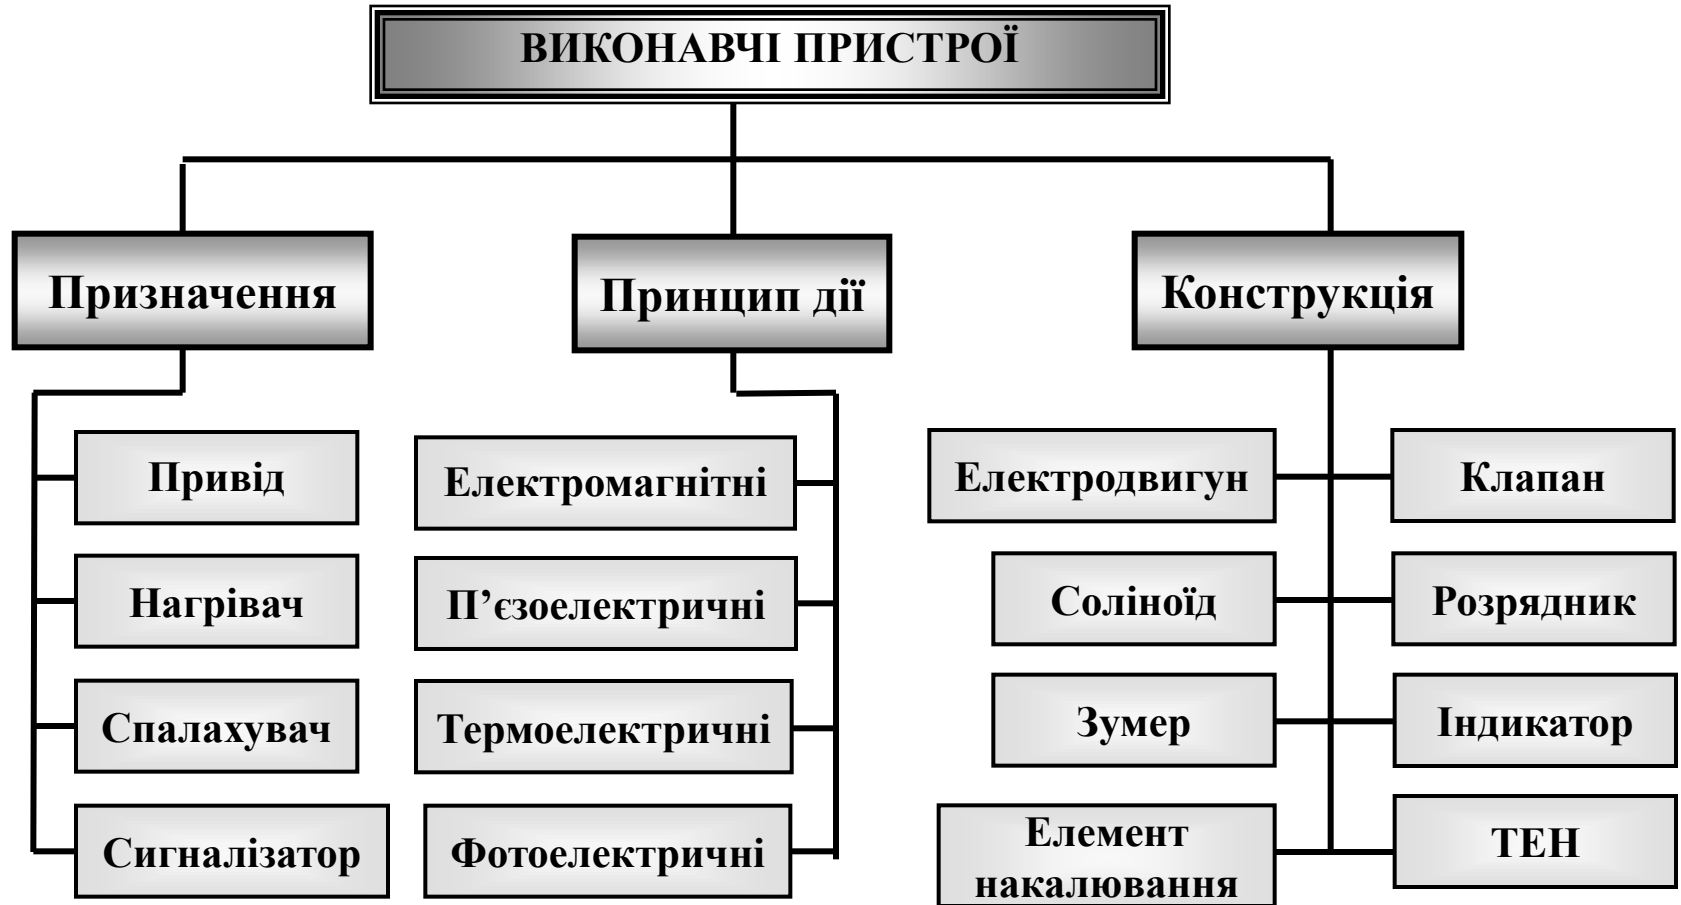 ВИКОНАВЧІ ПРИСТРОЇ
Призначення
Принцип дії
Конструкція
Привід
Нагрівач
Спалахувач
Сигналізатор
Електромагнітні
П’єзоелектричні
Термоелектричні
Фотоелектричні
Електродвигун
Соліноїд
Зумер
Елемент
накалювання
Клапан
Розрядник
Індикатор
ТЕН